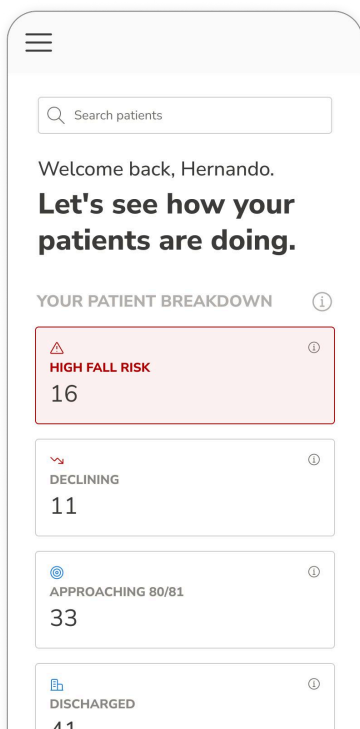 Search patients
Welcome back, Hernando.
Let's see how your
patients are doing.
YOUR PATIENT BREAKDOWN
HIGH FALL RISK
16
DECLINING
11
APPROACHING 80/81
33
DISCHARGED
41